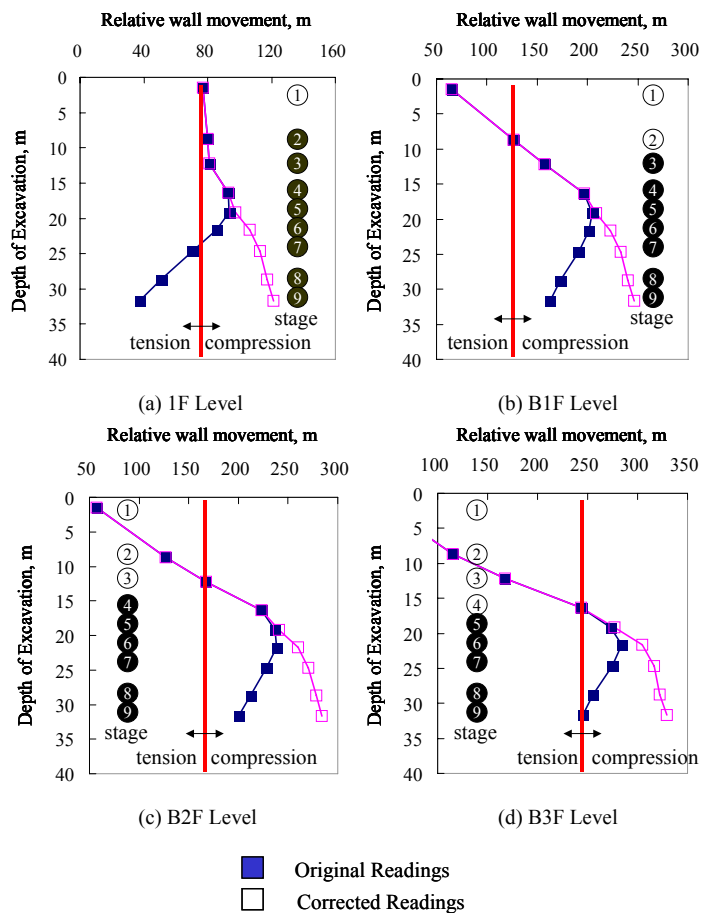 Relative wall movement, m
0 40 80 120 160
0
5
10
15
20
25
30
35
40
Depth of Excavation, m
1
2
3
4
5
6
7
8
9
stage
tension compression
(a) 1F Level
Relative wall movement, m
50 100 150 200 250 300
0
5
10
15
20
25
30
35
40
Depth of Excavation, m
1
2
3
4
5
6
7
8
9
stage
tension compression
(b) B1F Level
Relative wall movement, m
50 100 150 200 250 300
0
5
10
15
20
25
30
35
40
Depth of Excavation, m
1
2
3
4
5
6
7
8
9
stage
tension compression
(c) B2F Level
Relative wall movement, m
100 150 200 250 300 350
0
5
10
15
20
25
30
35
40
Depth of Excavation, m
1
2
3
4
5
6
7
8
9
stage
tension compression
(d) B3F Level
Original Readings
Corrected Readings